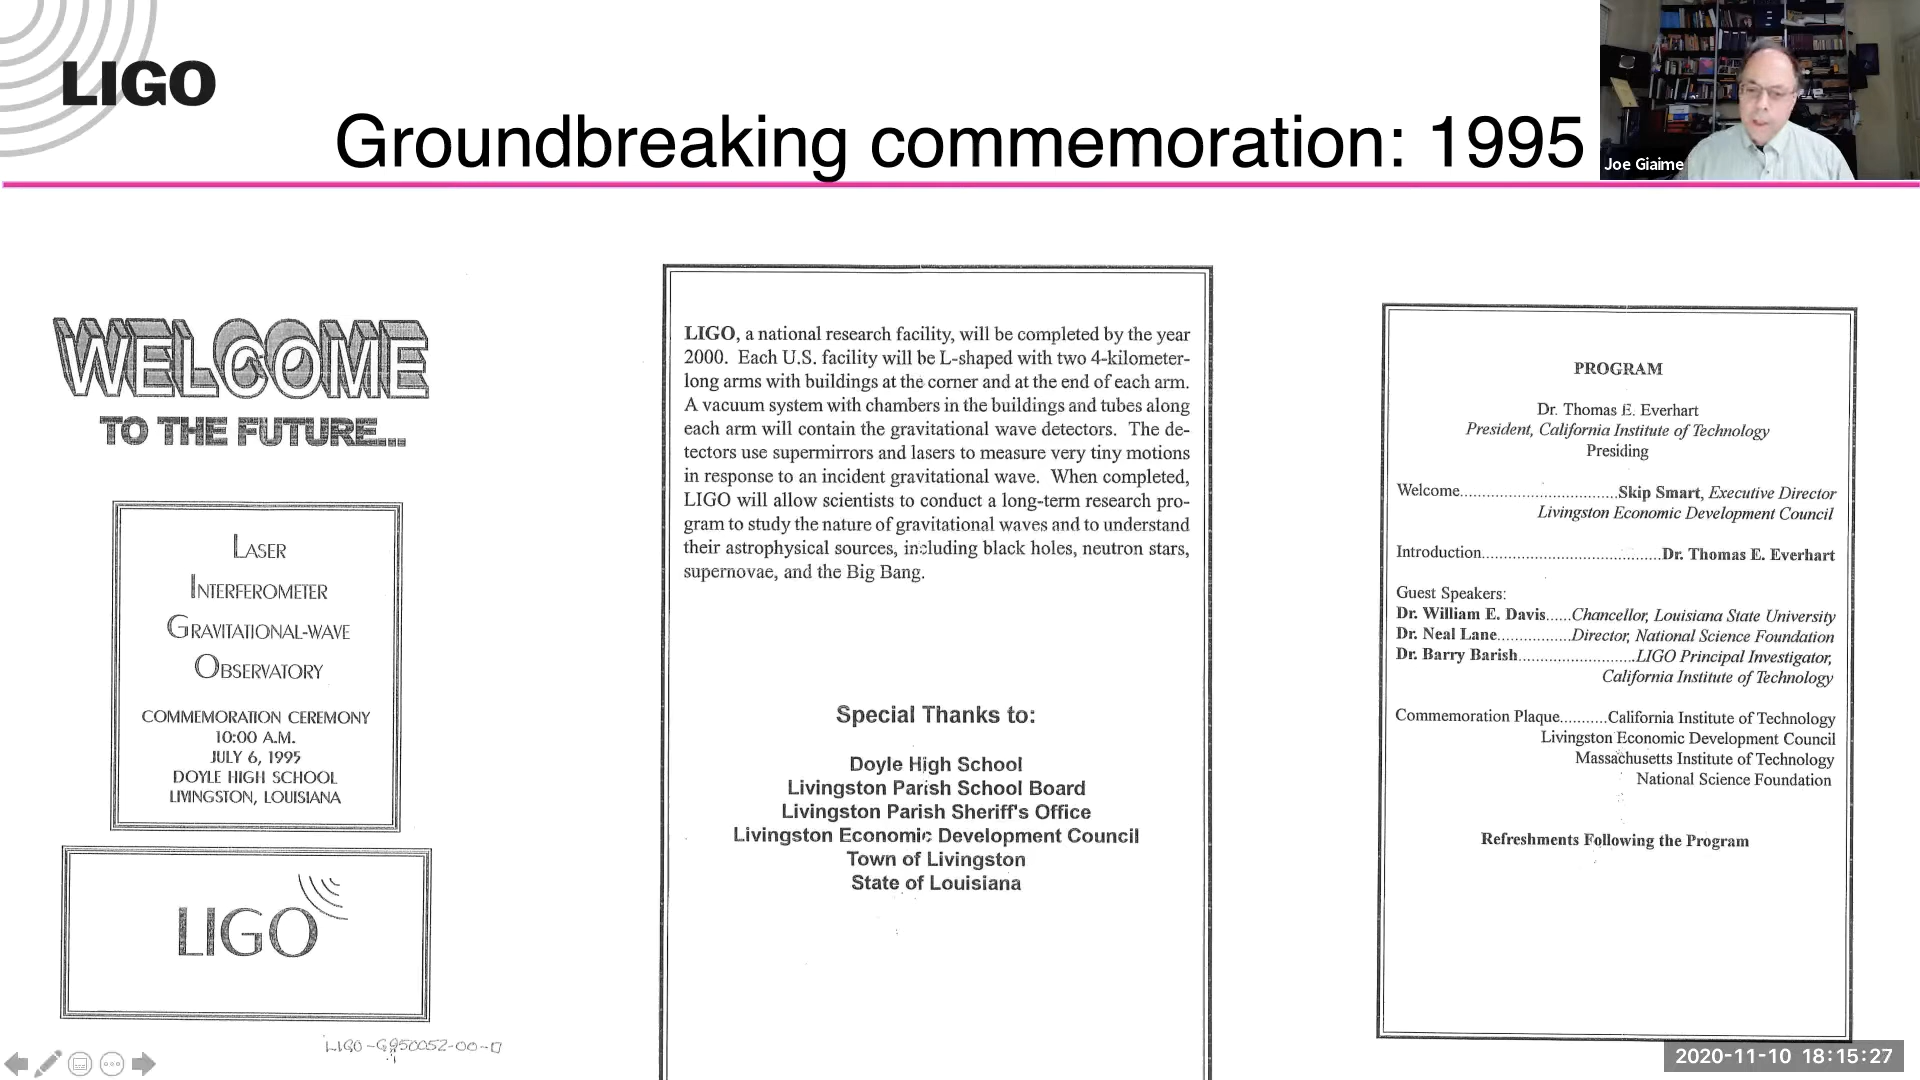 LIGO
Groundbreaking commemoration: 1995
Joe Giaime
WELCOME
TO THE FUTURE...
LASER
INTERFEROMETER
GRAVITATIONAL-WAVE
OBSERVATORY
COMMEMORATION CEREMONY
10:00 A.M.
JULY 6, 1995
DOYLE HIGH SCHOOL
LIVINGSTON, LOUISIANA
LIGO
LIGO-G950052-00-
LIGO, a national research facility, will be completed by the year
2000. Each U.S. facility will be L-shaped with two 4-kilometer-
long arms with buildings at the corner and at the end of each arm.
A vacuum system with chambers in the buildings and tubes along
each arm will contain the gravitational wave detectors. The de-
tectors use supermirrors and lasers to measure very tiny motions
in response to an incident gravitational wave. When completed,
LIGO will allow scientists to conduct a long-term research pro-
gram to study the nature of gravitational waves and to understand
their astrophysical sources, including black holes, neutron stars,
supernovae, and the Big Bang.
Special Thanks to:
Doyle High School
Livingston Parish School Board
Livingston Parish Sheriff's Office
Livingston Economic Development Council
Town of Livingston
State of Louisiana
PROGRAM
Dr. Thomas E. Everhart
President, California Institute of Technology
Presiding
Welcome......................................Skip Smart, Executive Director
Livingston Economic Development Council
Introduction...........................................Dr. Thomas E. Everhart
Guest Speakers:
Dr. William E. Davis......Chancellor, Louisiana State University
Dr. Neal Lane.................Director, National Science Foundation
Dr. Barry Barish...........................LIGO Principal Investigator,
California Institute of Technology
Commemoration Plaque...........California Institute of Technology
Livingston Economic Development Council
Massachusetts Institute of Technology
National Science Foundation
Refreshments Following the Program
2020-11-10 18:15:27